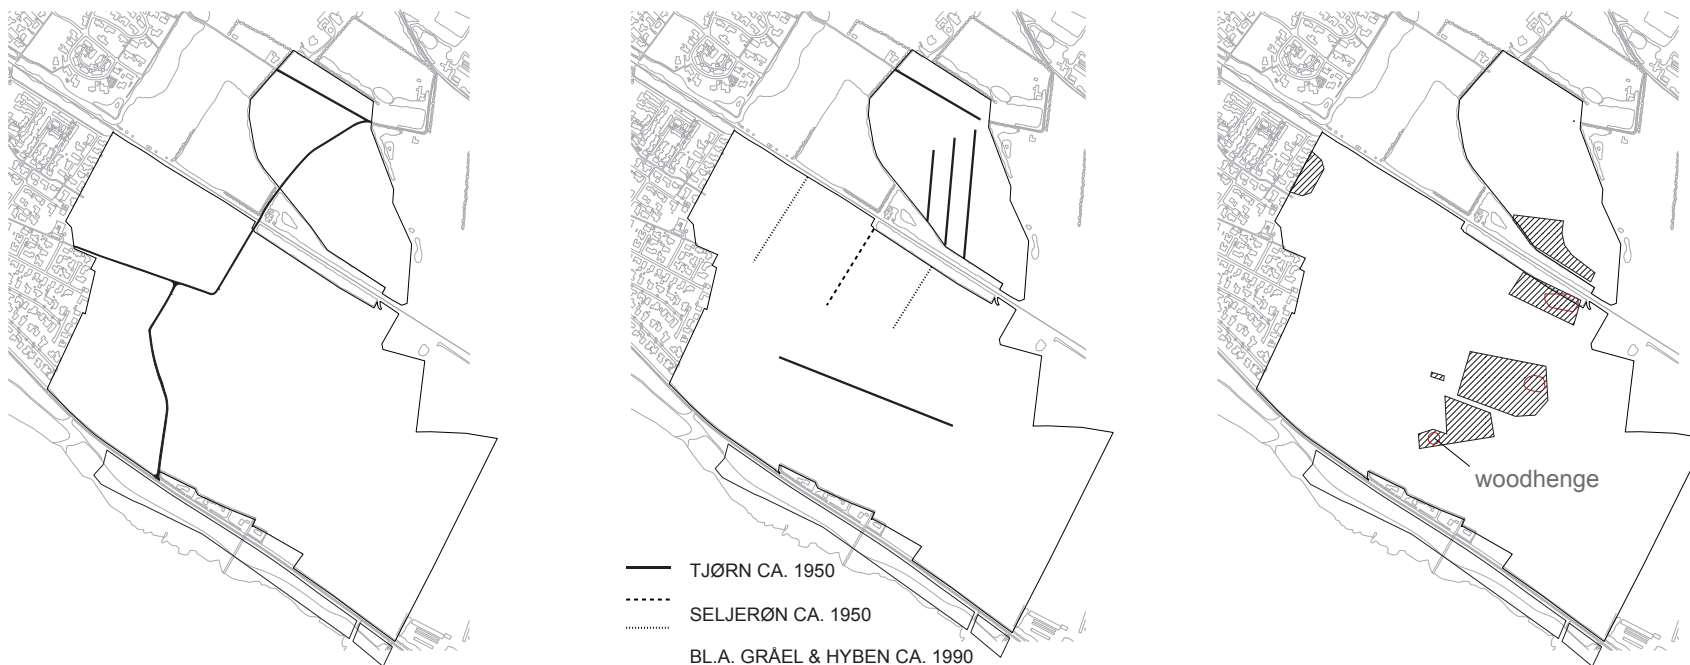 TJØRN CA. 1950
SELJERØN CA. 1950
BL.A. GRÅEL & HYBEN CA. 1990
woodhenge